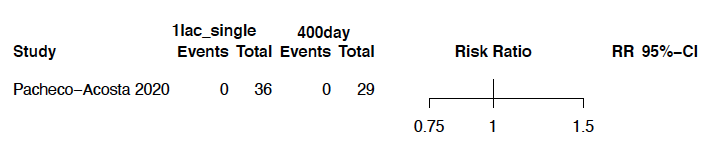 1lac_single 400day
Study Events Total Events Total Risk Ratio RR 95%−CI
Pacheco−Acosta 2020 0 36 0 29
0.75 1 1.5